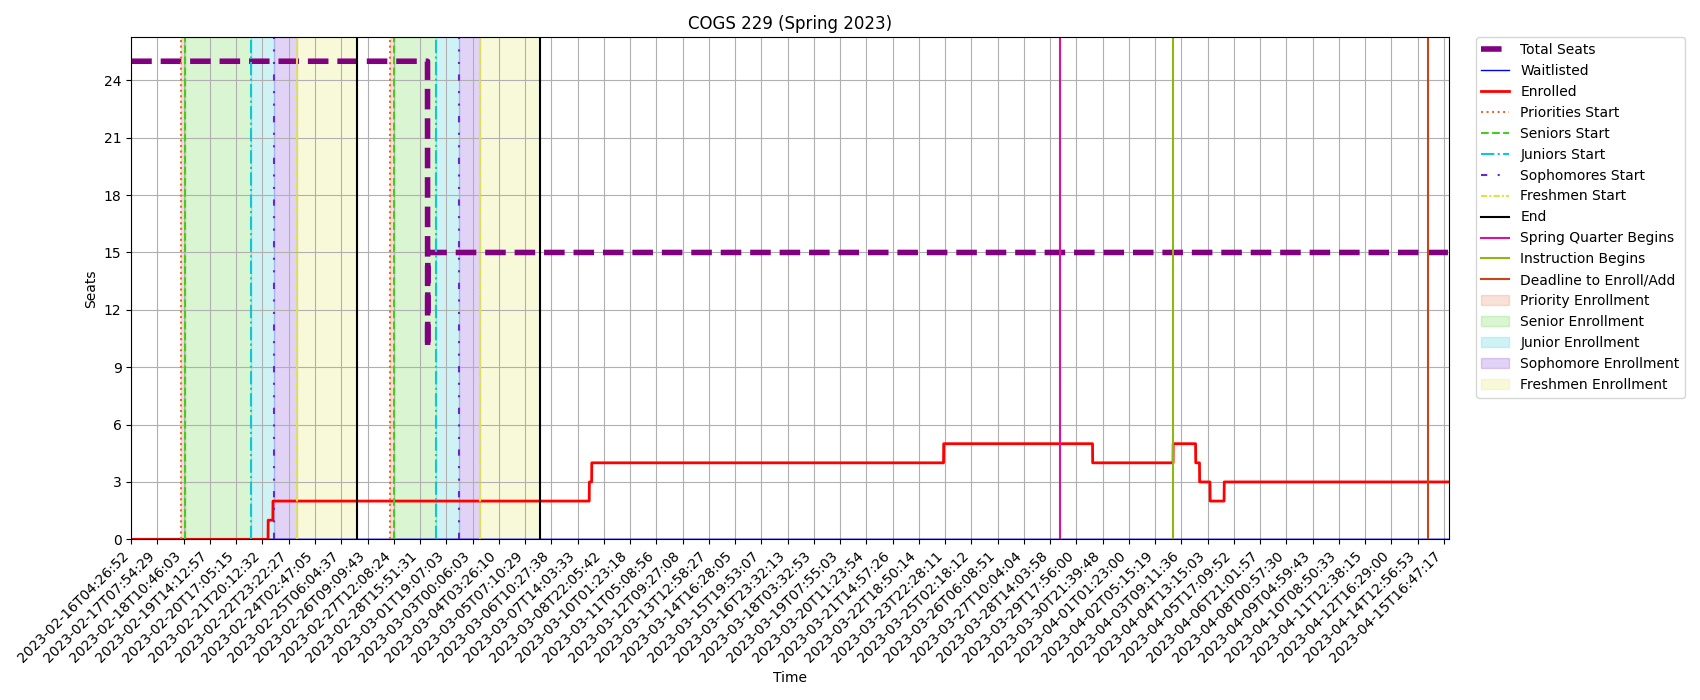 COGS 229 (Spring 2023)
Seats
24
21
18
15
12
9
6
3
0
2023-02-16T04:26:52
2023-02-17T07:54:29
2023-02-18T10:46:03
2023-02-19T14:12:57
2023-02-20T17:05:15
2023-02-21T20:12:32
2023-02-22T23:22:27
2023-02-24T02:47:05
2023-02-25T06:04:37
2023-02-26T09:09:43
2023-02-27T12:08:24
2023-02-28T15:51:31
2023-03-01T19:07:03
2023-03-03T00:06:03
2023-03-04T03:26:10
2023-03-05T07:10:29
2023-03-06T10:27:38
2023-03-07T14:03:33
2023-03-08T22:05:42
2023-03-10T01:23:18
2023-03-11T05:08:56
2023-03-12T09:27:08
2023-03-13T12:58:27
2023-03-14T16:28:05
2023-03-15T19:53:07
2023-03-16T23:32:13
2023-03-18T03:32:53
2023-03-19T07:55:03
2023-03-20T11:23:54
2023-03-21T14:57:26
2023-03-22T18:50:14
2023-03-23T22:28:11
2023-03-25T02:18:12
2023-03-26T06:08:51
2023-03-27T10:04:04
2023-03-28T14:03:58
2023-03-29T17:56:00
2023-03-30T21:39:48
2023-04-01T01:23:00
2023-04-02T05:15:19
2023-04-03T09:11:36
2023-04-04T13:15:03
2023-04-05T17:09:52
2023-04-06T21:01:57
2023-04-08T00:57:30
2023-04-09T04:59:43
2023-04-10T08:50:33
2023-04-11T12:38:15
2023-04-12T16:29:00
2023-04-14T12:56:53
2023-04-15T16:47:17
Time
Total Seats
Waitlisted
Enrolled
Priorities Start
Seniors Start
Juniors Start
Sophomores Start
Freshmen Start
End
Spring Quarter Begins
Instruction Begins
Deadline to Enroll/Add
Priority Enrollment
Senior Enrollment
Junior Enrollment
Sophomore Enrollment
Freshmen Enrollment